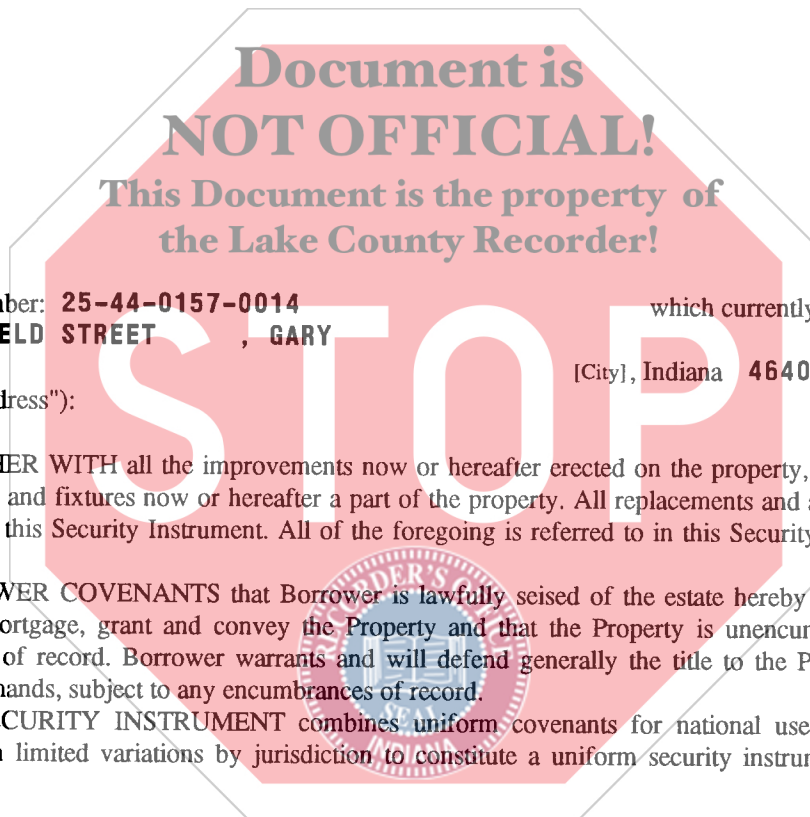 Document is
NOT OFFICIAL!
This Document is the property of
the Lake County Recorder!
ber: 25-44-0157-0014 which currently
ELD STREET , GARY
[City], Indiana 4640
dress"):
STOP
ER WITH all the improvements now or hereafter erected on the property,
and fixtures now or hereafter a part of the property. All replacements and a
this Security Instrument. All of the foregoing is referred to in this Security
WER COVENANTS that Borrower is lawfully seised of the estate hereby
ortgage, grant and convey the Property and that the Property is unencum
of record. Borrower warrants and will defend generally the title to the P
nands, subject to any encumbrances of record.
CURITY INSTRUMENT combines uniform covenants for national use
limited variations by jurisdiction to constitute a uniform security instrum
RECORDER'S OFFICE
SEAL
INDIANA